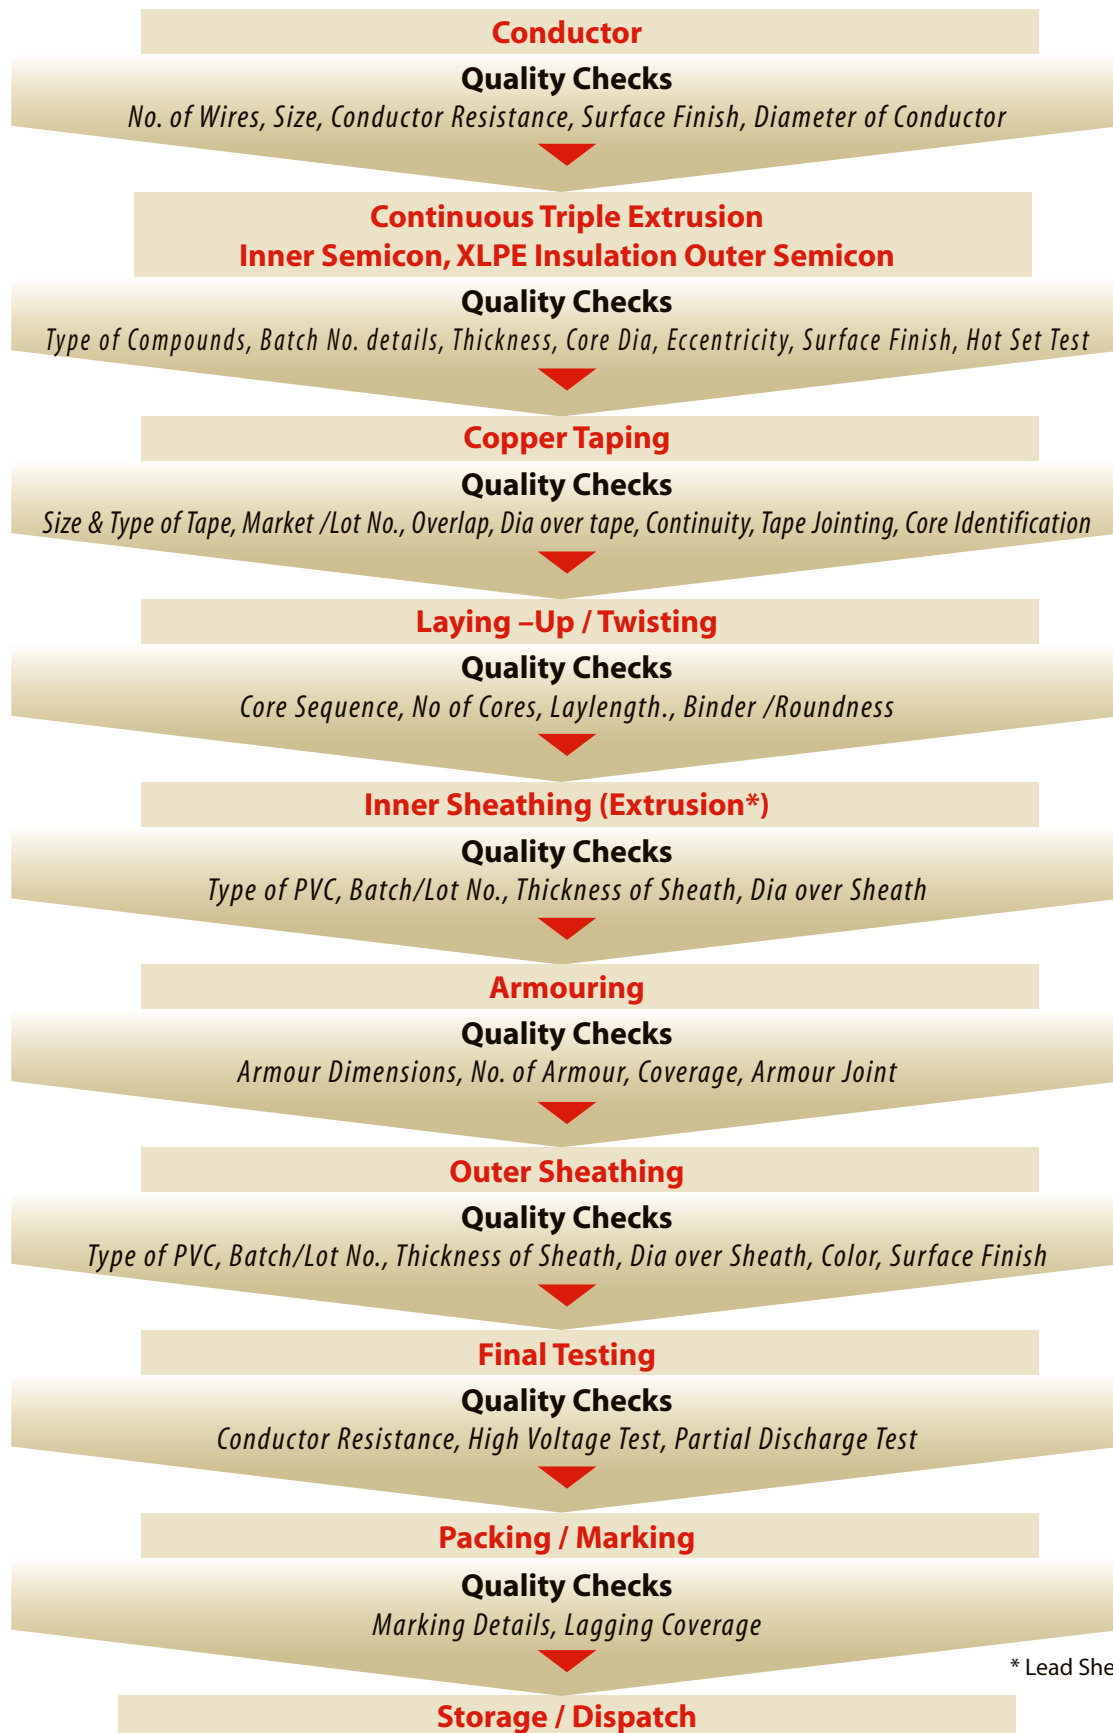 Conductor
Quality Checks
No. of Wires, Size, Conductor Resistance, Surface Finish, Diameter of Conductor
Continuous Triple Extrusion
Inner Semicon, XLPE Insulation Outer Semicon
Quality Checks
Type of Compounds, Batch No. details, Thickness, Core Dia, Eccentricity, Surface Finish, Hot Set Test
Copper Taping
Quality Checks
Size & Type of Tape, Market /Lot No., Overlap, Dia over tape, Continuity, Tape Jointing, Core Identification
Laying –Up / Twisting
Quality Checks
Core Sequence, No of Cores, Laylength., Binder /Roundness
Inner Sheathing (Extrusion*)
Quality Checks
Type of PVC, Batch/Lot No., Thickness of Sheath, Dia over Sheath
Armouring
Quality Checks
Armour Dimensions, No. of Armour, Coverage, Armour Joint
Outer Sheathing
Quality Checks
Type of PVC, Batch/Lot No., Thickness of Sheath, Dia over Sheath, Color, Surface Finish
Final Testing
Quality Checks
Conductor Resistance, High Voltage Test, Partial Discharge Test
Packing / Marking
Quality Checks
Marking Details, Lagging Coverage
* Lead
Storage / Dispatch